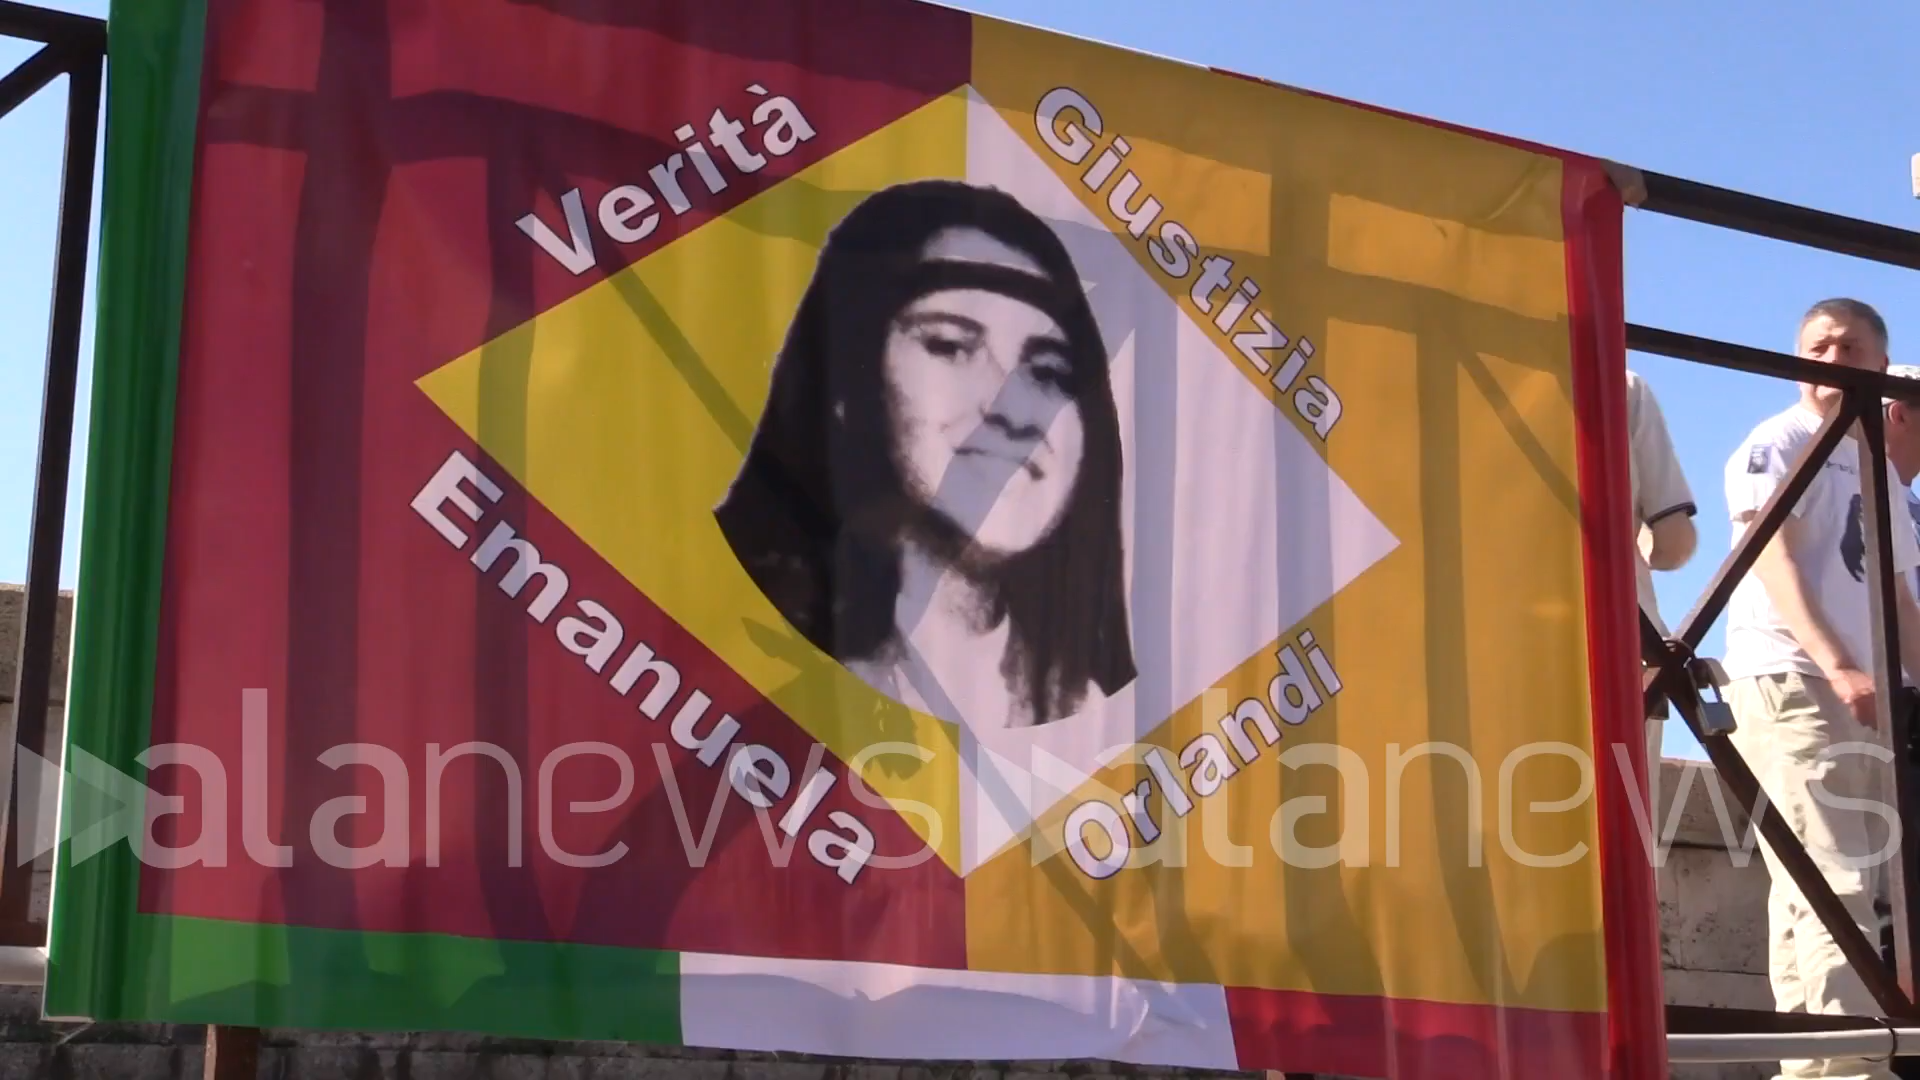 Verità
Giustizia
Emanuela
Orlandi
alanews
alanews